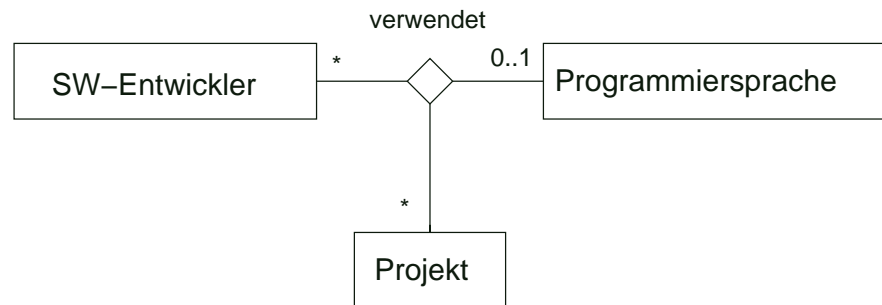 verwendet
* 0..1
SW–Entwickler
Programmiersprache
*
Projekt